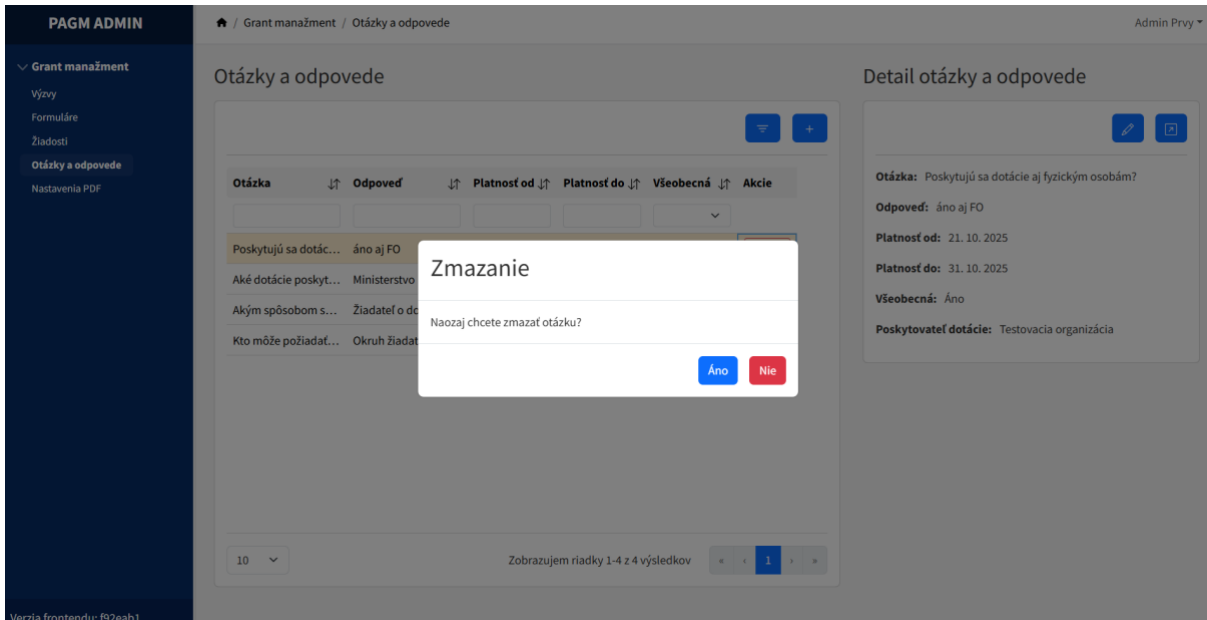 PAGM ADMIN
/ Grant manažment / Otázky a odpovede
Admin Prvy
Grant manažment
Výzvy
Formuláre
Žiadosti
Otázky a odpovede
Nastavenia PDF
Otázky a odpovede
Otázka Odpoveď Platnosť od Platnosť do Všeobecná Akcie
Poskytujú sa dotác... áno aj FO
Aké dotácie poskyt... Ministerstvo
Akým spôsobom s... Žiadateľ o do
Kto môže požiadať... Okruh žiadat
Zmazanie
Naozaj chcete zmazať otázku?
Áno Nie
10 Zobrazujem riadky 1-4 z 4 výsledkov « ‹ 1 › »
Detail otázky a odpovede
Otázka: Poskytujú sa dotácie aj fyzickým osobám?
Odpoveď: áno aj FO
Platnosť od: 21. 10. 2025
Platnosť do: 31. 10. 2025
Všeobecná: Áno
Poskytovateľ dotácie: Testovacia organizácia
Verzia frontendu: f92eab1